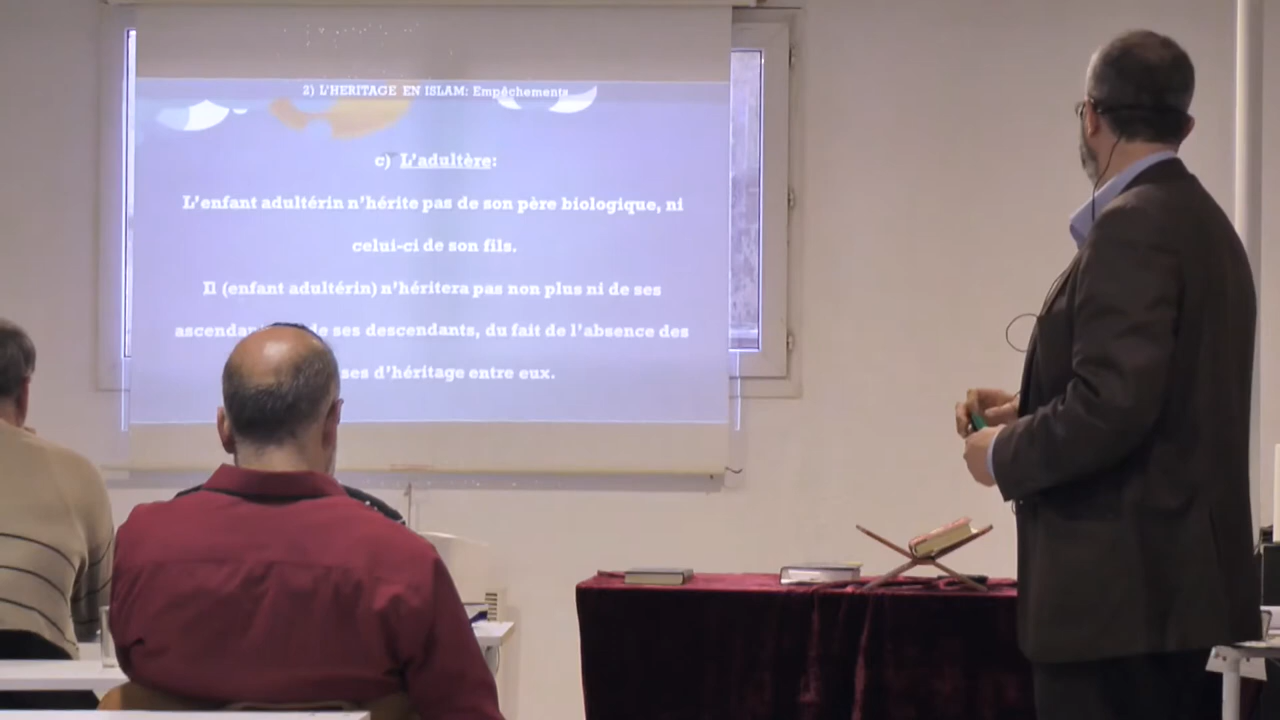 2) L'HERITAGE EN ISLAM: Empêchements
c) L'adultère:
L'enfant adultérin n'hérite pas de son père biologique, ni
celui-ci de son fils.
Il (enfant adultérin) n'héritera pas non plus ni de ses
de ses descendants, du fait de l'absence des
d'héritage entre eux.